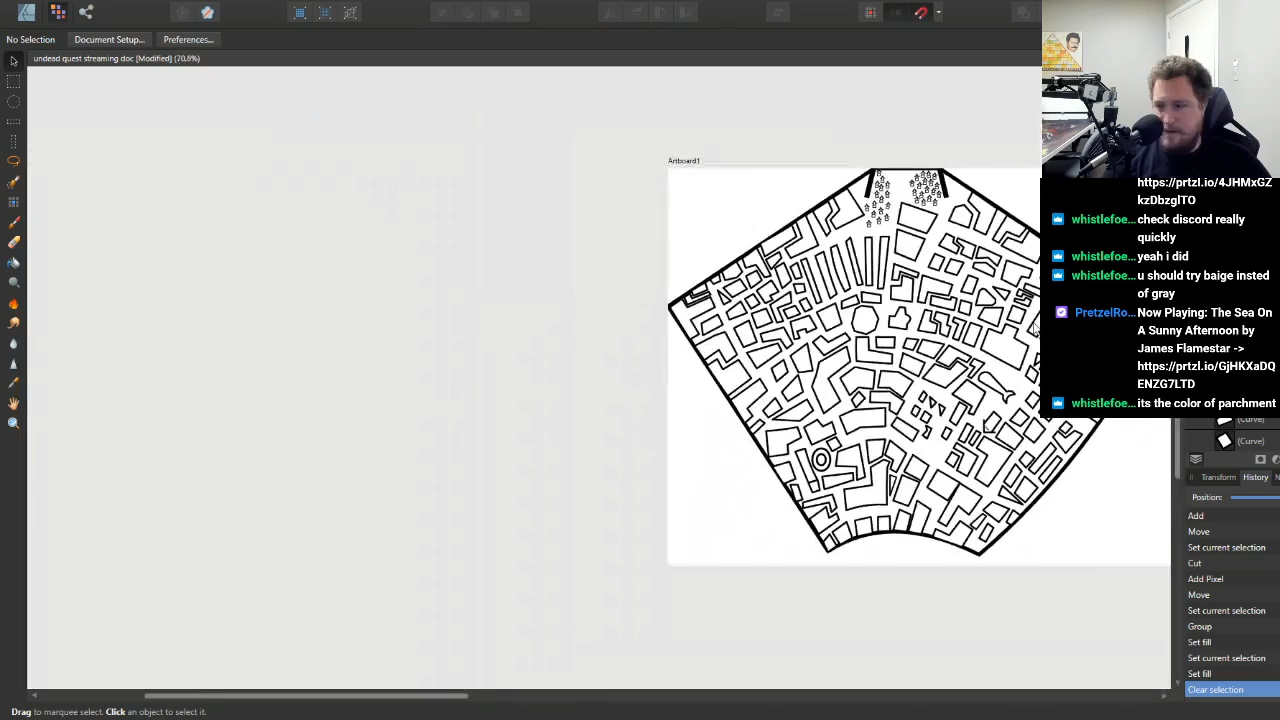 No Selection
Document Setup...
Preferences...
undead quest streaming doc [Modified] (70.8%)
Artboard1
https://prtzl.io/4JHMxGZ
kzDbzglTO
whistlefoe... check discord really
quickly
whistlefoe... yeah i did
whistlefoe... u should try baige insted
of gray
PretzelRo... Now Playing: The Sea On
A Sunny Afternoon by
James Flamestar ->
https://prtzl.io/GjHKXaDQ
ENZG7LTD
whistlefoe... its the color of parchment
(Curve)
(Curve)
Transform
History
N
Position:
Add
Move
Set current selection
Cut
Add Pixel
Move
Set current selection
Group
Set fill
Set current selection
Set fill
Clear selection
Drag to marquee select. Click an object to select it.